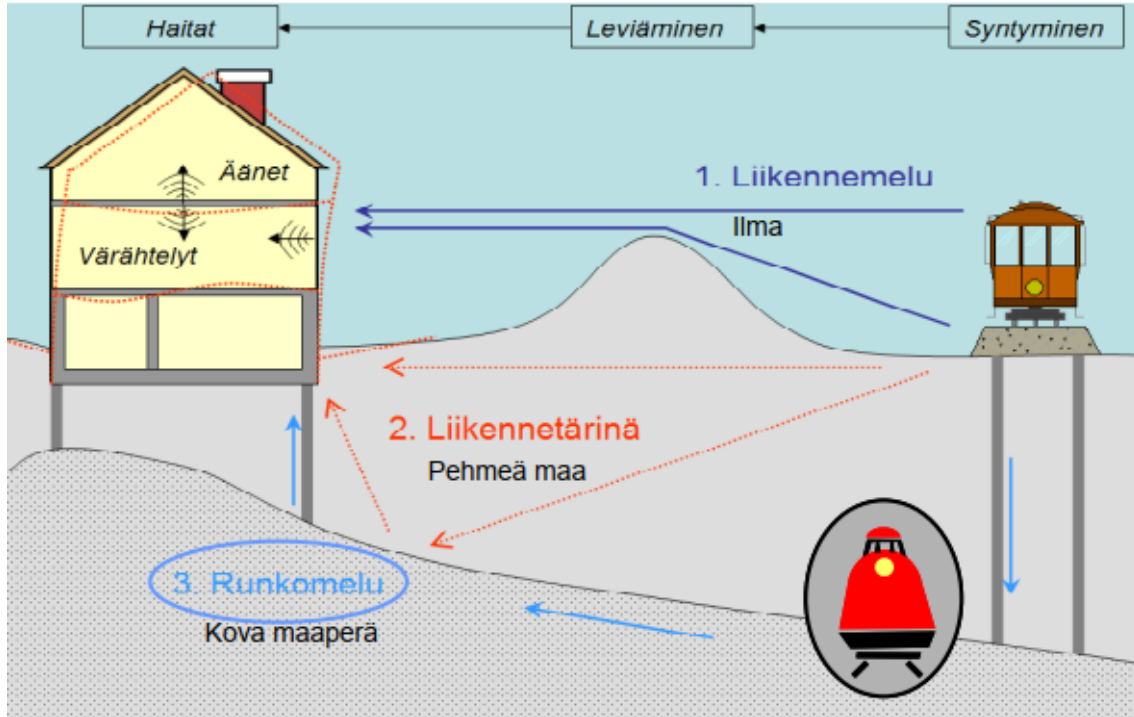 Haitat
Leviäminen
Syntyminen
1. Liikennemelu
Ilma
Äänet
Värähtelyt
2. Liikennetärinä
Pehmeä maa
3. Runkomelu
Kova maaperä